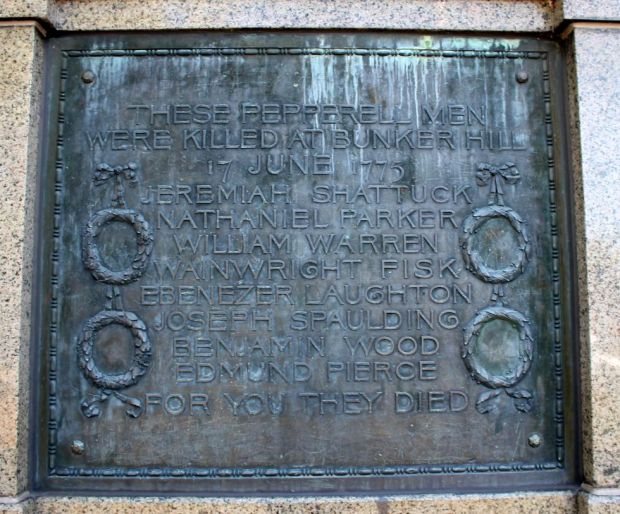 THESE PEPPERELL MEN
WERE KILLED AT BUNKER HILL
17 JUNE 1775
JEREMIAH SHATTUCK
NATHANIEL PARKER
WILLIAM WARREN
WAINWRIGHT FISK
EBENEZER LAUGHTON
JOSEPH SPAULDING
BENJAMIN WOOD
EDMUND PIERCE
FOR YOU THEY DIED